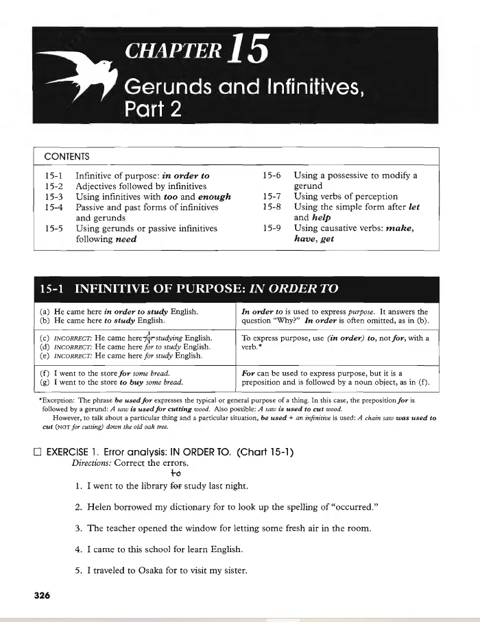 CHAPTER 15
Gerunds and Infinitives,
Part 2
CONTENTS
15-1 Infinitive of purpose: in order to
15-2 Adjectives followed by infinitives
15-3 Using infinitives with too and enough
15-4 Passive and past forms of infinitives
and gerunds
15-5 Using gerunds or passive infinitives
following need
15-6 Using a possessive to modify a
gerund
15-7 Using verbs of perception
15-8 Using the simple form after let
and help
15-9 Using causative verbs: make,
have, get
15-1 INFINITIVE OF PURPOSE: IN ORDER TO
(a) He came here in order to study English.
(b) He came here to study English.
In order to is used to express purpose. It answers the
question "Why?" In order is often omitted, as in (b).
(c) INCORRECT: He came here for studying English.
(d) INCORRECT: He came here for to study English.
(e) INCORRECT: He came here for study English.
To express purpose, use (in order) to, not for, with a
verb.*
(f) I went to the store for some bread.
(g) I went to the store to buy some bread.
For can be used to express purpose, but it is a
preposition and is followed by a noun object, as in (f).
*Exception: The phrase be used for expresses the typical or general purpose of a thing. In this case, the preposition for is
followed by a gerund: A saw is used for cutting wood. Also possible: A saw is used to cut wood.
However, to talk about a particular thing and a particular situation, be used + an infinitive is used: A chain saw was used to
cut (NOT for cutting) down the old oak tree.
□ EXERCISE 1. Error analysis: IN ORDER TO. (Chart 15-1)
Directions: Correct the errors.
to
1. I went to the library for study last night.
2. Helen borrowed my dictionary for to look up the spelling of "occurred."
3. The teacher opened the window for letting some fresh air in the room.
4. I came to this school for learn English.
5. I traveled to Osaka for to visit my sister.
326